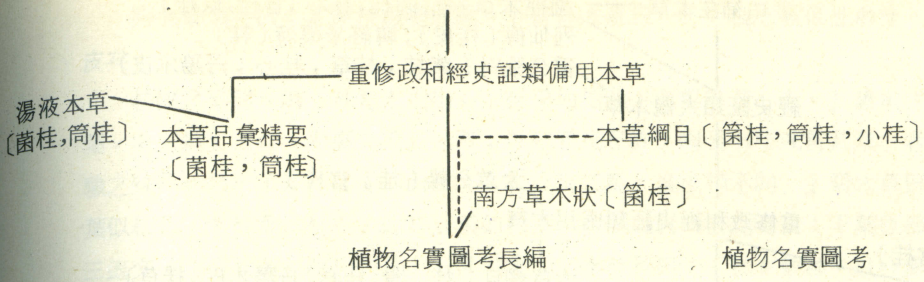 重修政和經史証類備用本草
湯液本草
〔菌桂,筒桂〕
本草品彙精要
〔菌桂，筒桂〕
本草綱目〔箘桂，筒桂，小桂〕
南方草木狀〔箘桂〕
植物名實圖考長編
植物名實圖考